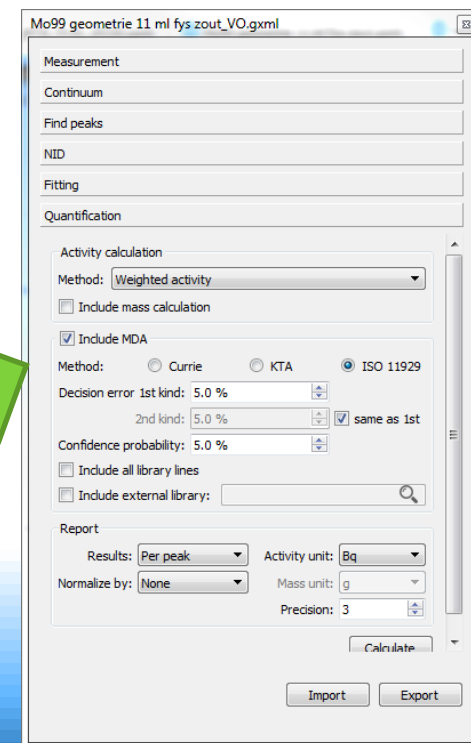 Mo99 geometrie 11 ml fys zout_VO.gxml
Measurement
Continuum
Find peaks
NID
Fitting
Quantification
Activity calculation
Method: Weighted activity
Include mass calculation
Include MDA
Method: Currie KTA ISO 11929
Decision error 1st kind: 5.0 %
2nd kind: 5.0 % same as 1st
Confidence probability: 5.0 %
Include all library lines
Include external library:
Report
Results: Per peak Activity unit: Bq
Normalize by: None Mass unit: g
Precision: 3
Calculate
Import Export